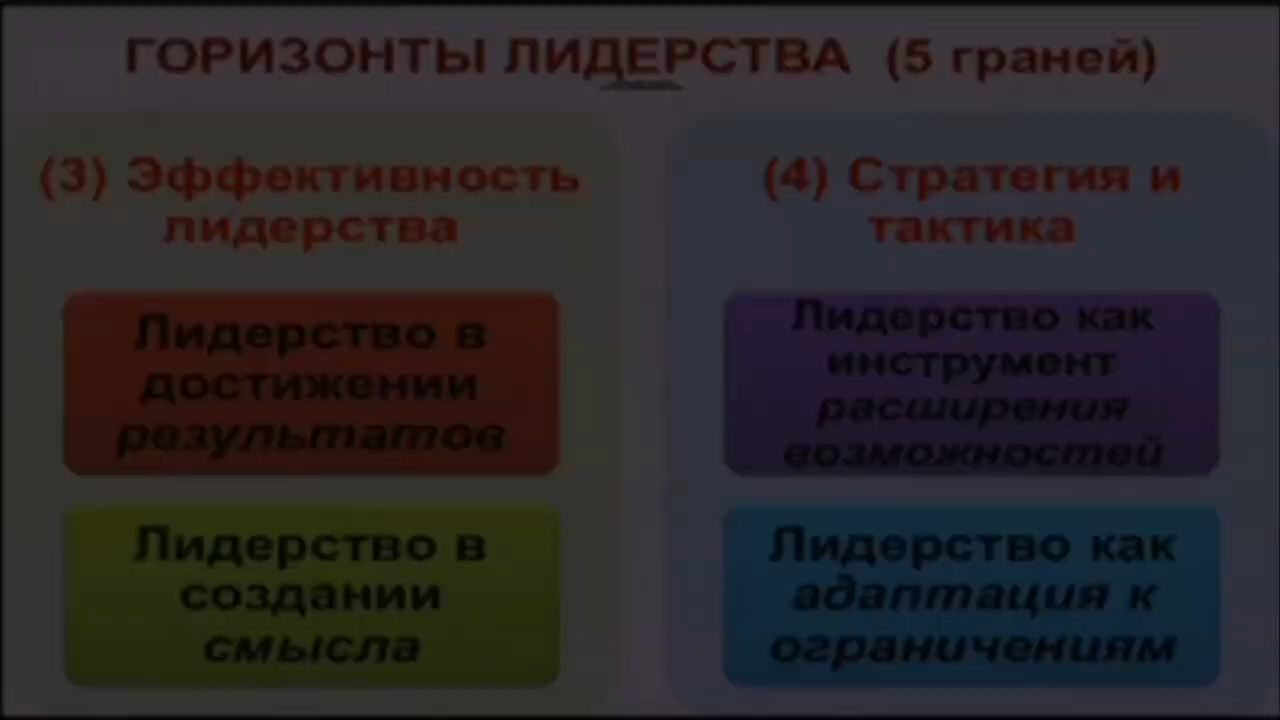 ГОРИЗОНТЫ ЛИДЕРСТВА (5 граней)
(3) Эффективность
лидерства
Лидерство в
достижении
результатов
Лидерство в
создании
смысла
(4) Стратегия и
тактика
Лидерство как
инструмент
расширения
возможностей
Лидерство как
адаптация к
ограничениям